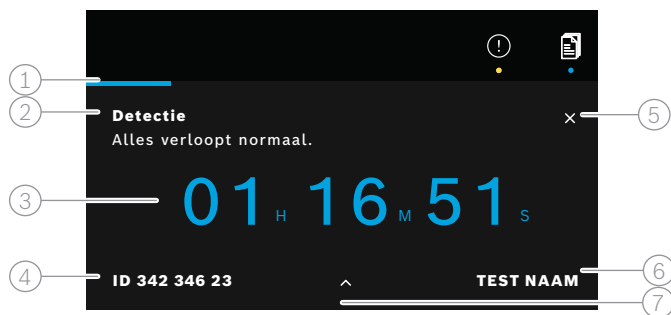 1
2
Detectie
5
Alles verloopt normaal.
3
01 H 16 M 51 S
4
ID 342 346 23
TEST NAAM
6
7